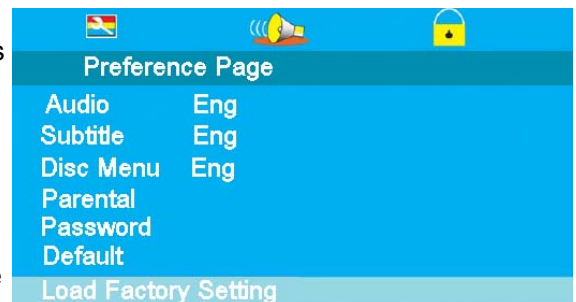 s
Preference Page
Audio Eng
Subtitle Eng
Disc Menu Eng
Parental
Password
Default
Load Factory Setting